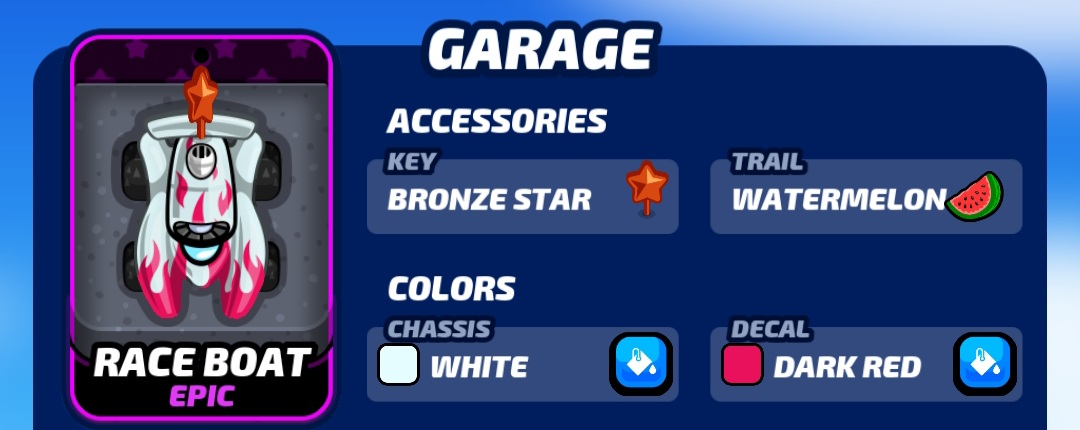 GARAGE
ACCESSORIES
KEY
BRONZE STAR
TRAIL
WATERMELON
COLORS
CHASSIS
WHITE
DECAL
DARK RED
RACE BOAT
EPIC